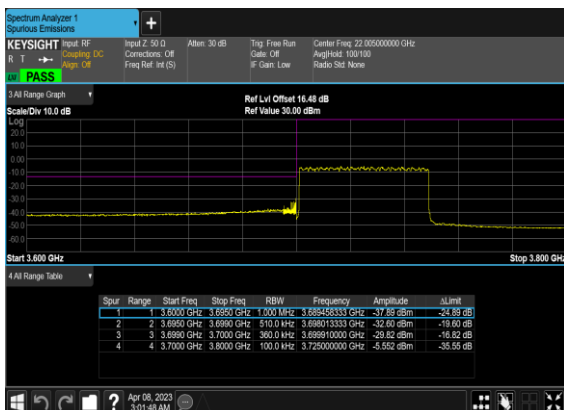 Spectrum Analyzer 1
Spurious Emissions
+
KEYSIGHT Input: RF Input Z: 50 Ω Atten: 30 dB Trig: Free Run Center Freq: 22.005000000 GHz
R T Coupling: DC Corrections: Off Gate: Off Avg|Hold: 100/100
Align: Off Freq Ref: Int (S) IF Gain: Low Radio Std: None
PASS
3 All Range Graph
Ref Lvl Offset 16.48 dB
Scale/Div 10.0 dB Ref Value 30.00 dBm
Log
20.0
10.0
0.00
-10.0
-20.0
-30.0
-40.0
-50.0
-60.0
Start 3.600 GHz Stop 3.800 GHz
4 All Range Table
Spur Range Start Freq Stop Freq RBW Frequency Amplitude ΔLimit
1 1 3.6000 GHz 3.6950 GHz 1.000 MHz 3.689458333 GHz -37.89 dBm -24.89 dB
2 2 3.6950 GHz 3.6990 GHz 510.0 kHz 3.698013333 GHz -32.60 dBm -19.60 dB
3 3 3.6990 GHz 3.7000 GHz 360.0 kHz 3.699910000 GHz -29.82 dBm -16.82 dB
4 4 3.7000 GHz 3.8000 GHz 100.0 kHz 3.725000000 GHz -5.552 dBm -35.55 dB
? Apr 08, 2023
3:01:48 AM